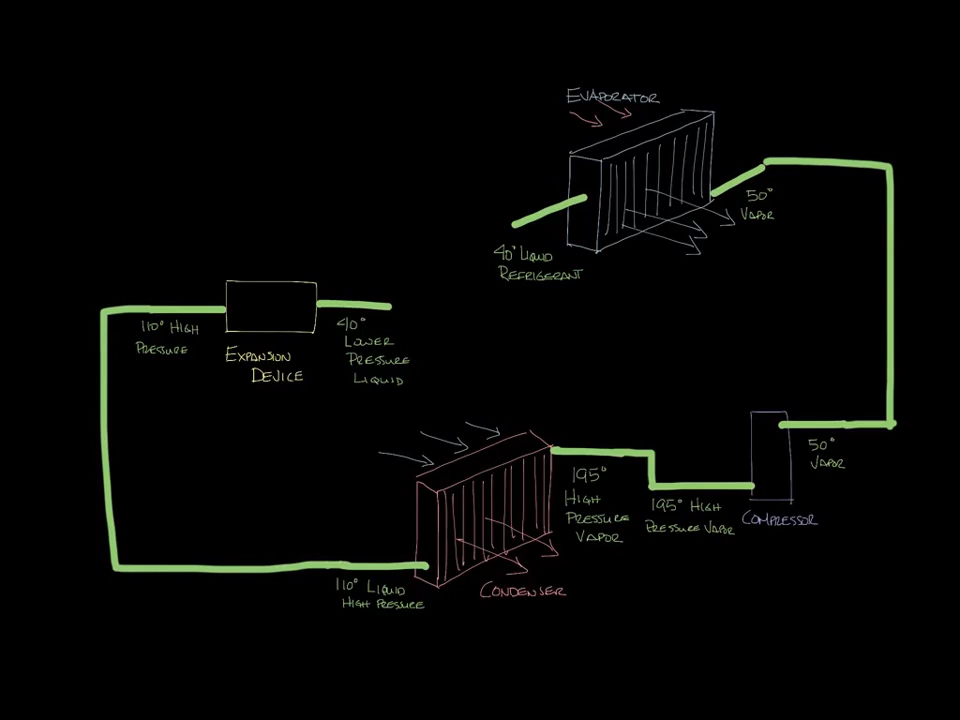 EVAPORATOR
50°
VAPOR
40° LIQUID
REFRIGERANT
110° HIGH
PRESSURE
EXPANSION
DEVICE
40°
LOWER
PRESSURE
LIQUID
50°
VAPOR
195°
HIGH
PRESSURE
VAPOR
195° HIGH
PRESSURE VAPOR
COMPRESSOR
110° LIQUID
HIGH PRESSURE
CONDENSER